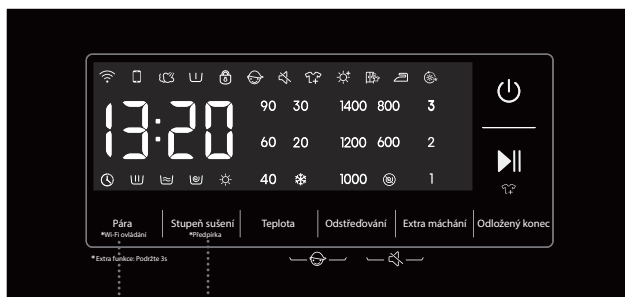 13:20
90 30 1400 800 3
60 20 1200 600 2
40 1000 1
Pára Stupeň sušení Teplota Odstřeďování Extra máchání Odložený konec
*Wi-Fi ovládání *Předpírka
*Extra funkce: Podržte 3s